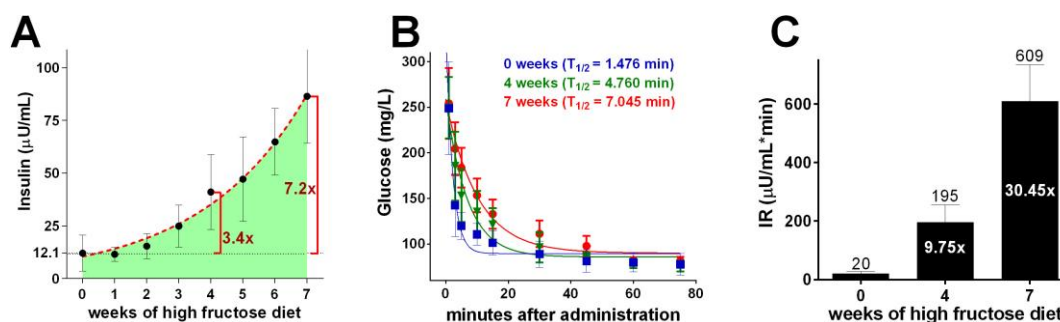 A
100
75
50
25
12.1
0
Insulin (µU/mL)
7.2x
3.4x
0 1 2 3 4 5 6 7
weeks of high fructose diet
B
300
250
200
150
100
Glucose (mg/L)
0 weeks (T1/2 = 1.476 min)
4 weeks (T1/2 = 4.760 min)
7 weeks (T1/2 = 7.045 min)
0 20 40 60 80
minutes after administration
C
600
400
200
0
IR (µU/mL*min)
20
195
609
9.75x
30.45x
0 4 7
weeks of high fructose diet